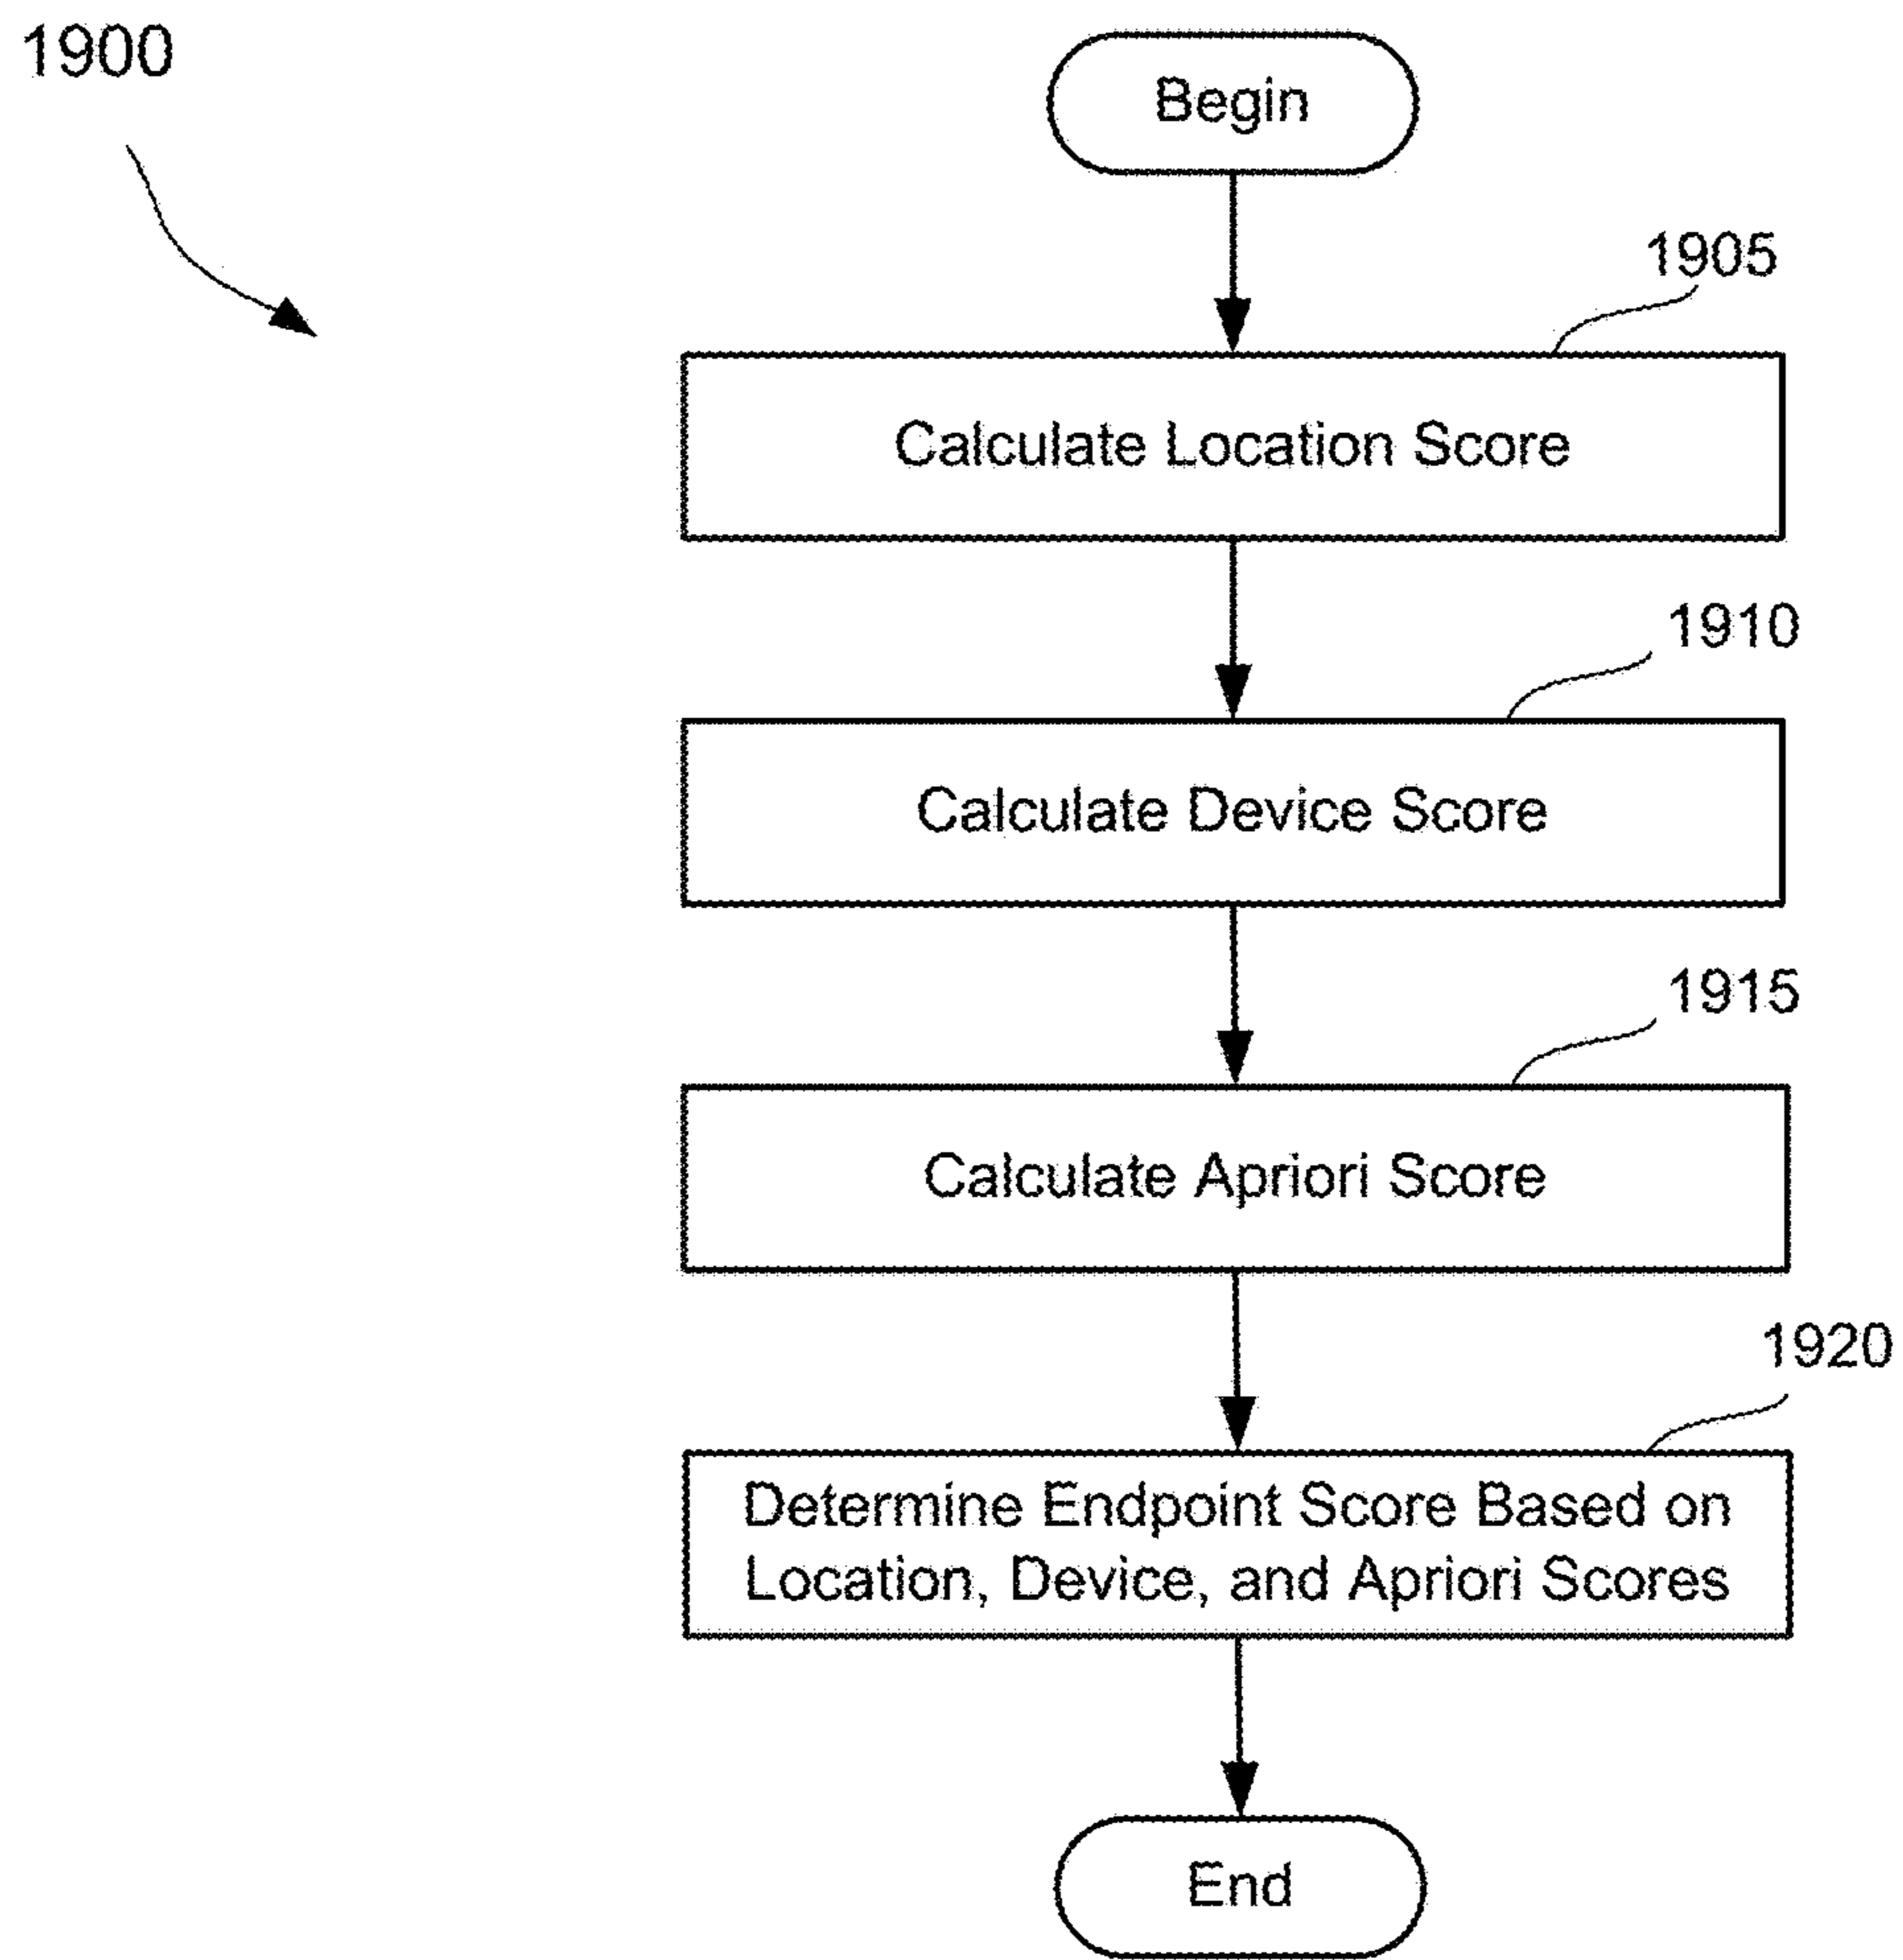 1900
Begin
1905
Calculate Location Score
1910
Calculate Device Score
1915
Calculate Apriori Score
1920
Determine Endpoint Score Based on
Location, Device, and Apriori Scores
End